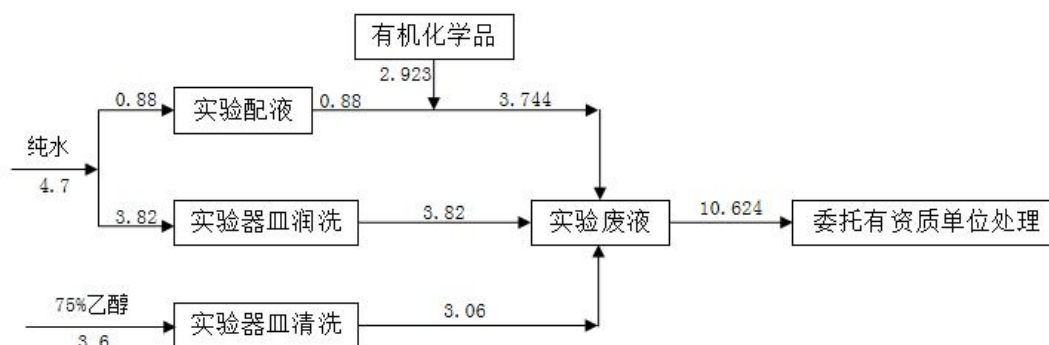 有机化学品
2.923
0.88
实验配液
0.88
3.744
纯水
4.7
3.82
实验器皿润洗
3.82
实验废液
10.624
委托有资质单位处理
75%乙醇
3.6
实验器皿清洗
3.06